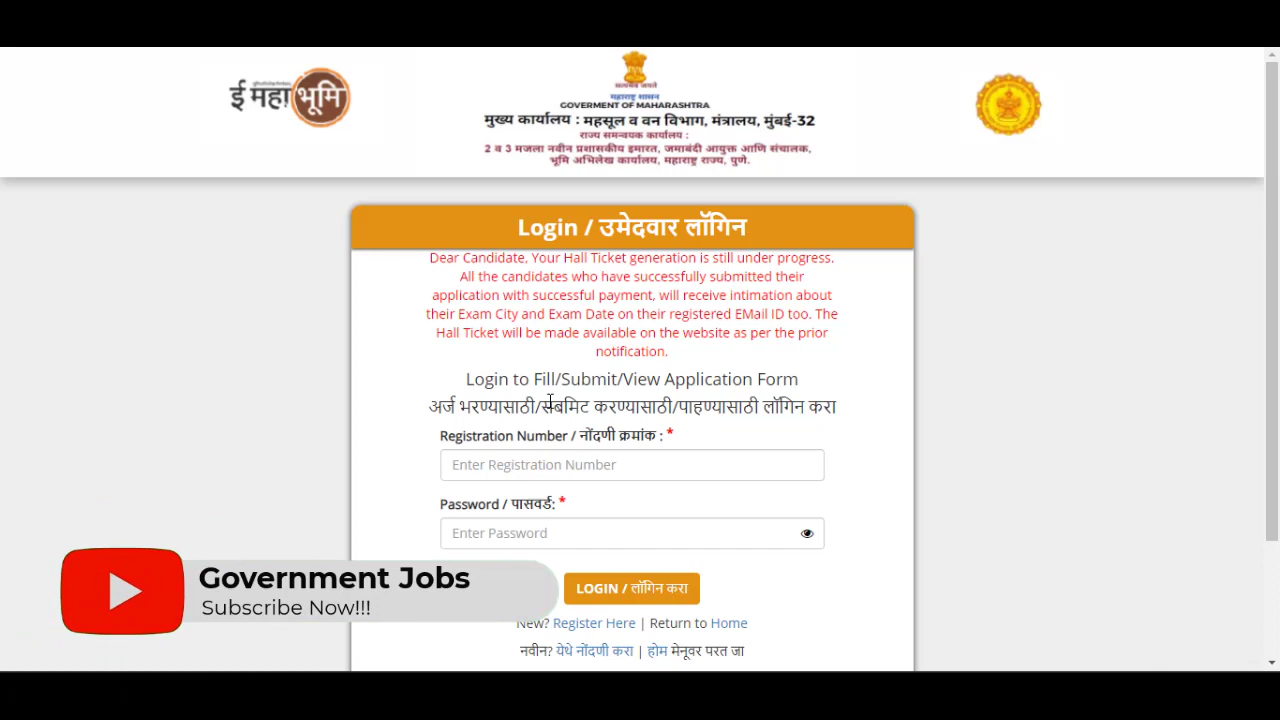 ई महाभूमि
सत्यमेव जयते
महाराष्ट्र शासन
GOVERMENT OF MAHARASHTRA
मुख्य कार्यालय : महसूल व वन विभाग, मंत्रालय, मुंबई-32
राज्य समन्वयक कार्यालय :
2 व 3 मजला नवीन प्रशासकीय इमारत, जमाबंदी आयुक्त आणि संचालक,
भूमि अभिलेख कार्यालय, महाराष्ट्र राज्य, पुणे.
Login / उमेदवार लॉगिन
Dear Candidate, Your Hall Ticket generation is still under progress.
All the candidates who have successfully submitted their
application with successful payment, will receive intimation about
their Exam City and Exam Date on their registered EMail ID too. The
Hall Ticket will be made available on the website as per the prior
notification.
Login to Fill/Submit/View Application Form
अर्ज भरण्यासाठी/सबमिट करण्यासाठी/पाहण्यासाठी लॉगिन करा
Registration Number / नोंदणी क्रमांक : *
Enter Registration Number
Password / पासवर्ड: *
Enter Password
Government Jobs
Subscribe Now!!!
LOGIN / लॉगिन करा
New? Register Here | Return to Home
नवीन? येथे नोंदणी करा | होम मेनूवर परत जा